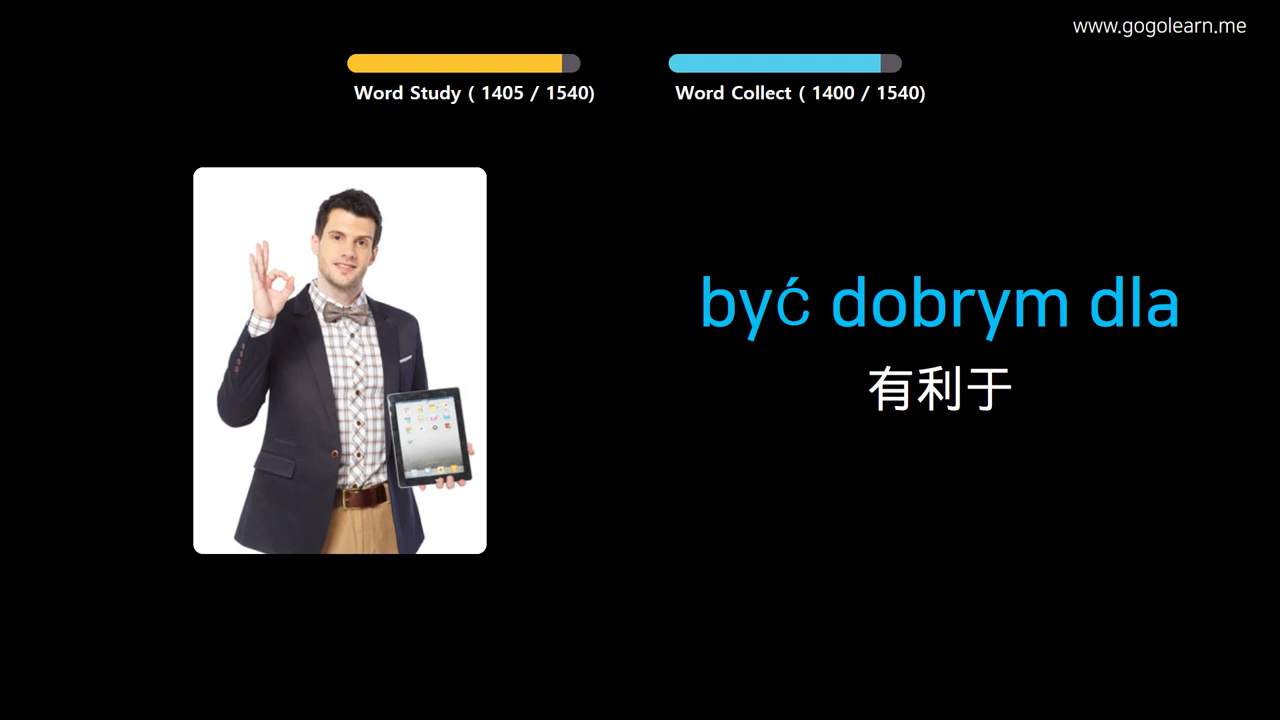 www.gogolearn.me
Word Study ( 1405 / 1540)
Word Collect ( 1400 / 1540)
być dobrym dla
有利于